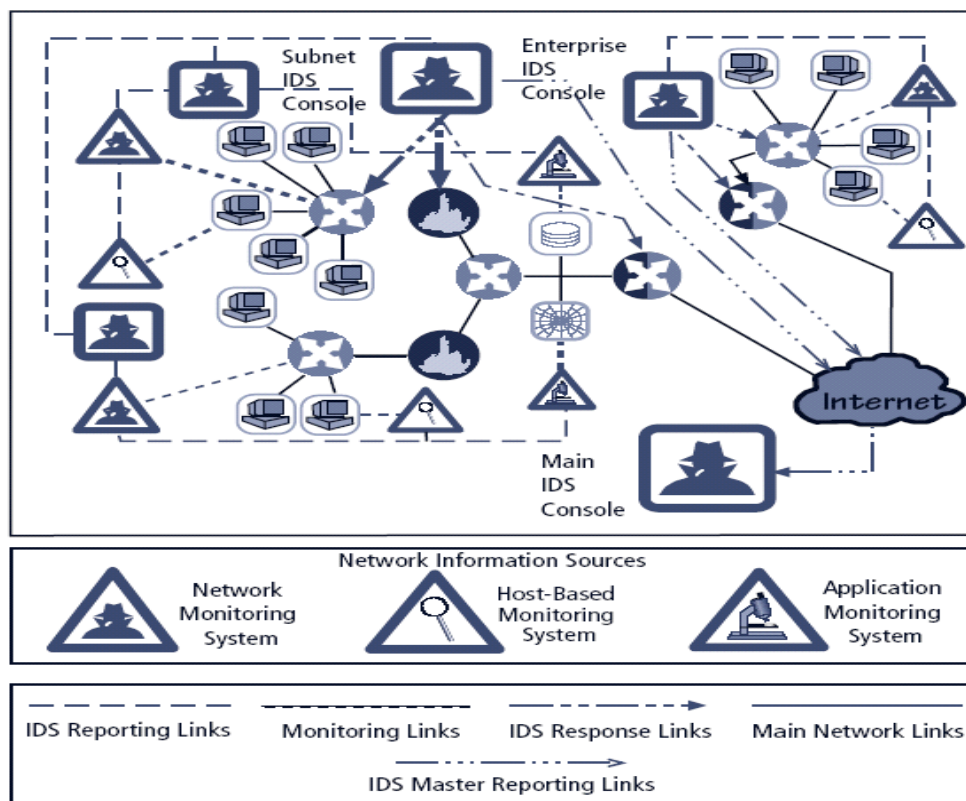 Subnet
IDS
Console
Enterprise
IDS
Console
Internet
Main
IDS
Console
Network Information Sources
Network
Monitoring
System
Host-Based
Monitoring
System
Application
Monitoring
System
IDS Reporting Links
Monitoring Links
IDS Response Links
Main Network Links
IDS Master Reporting Links